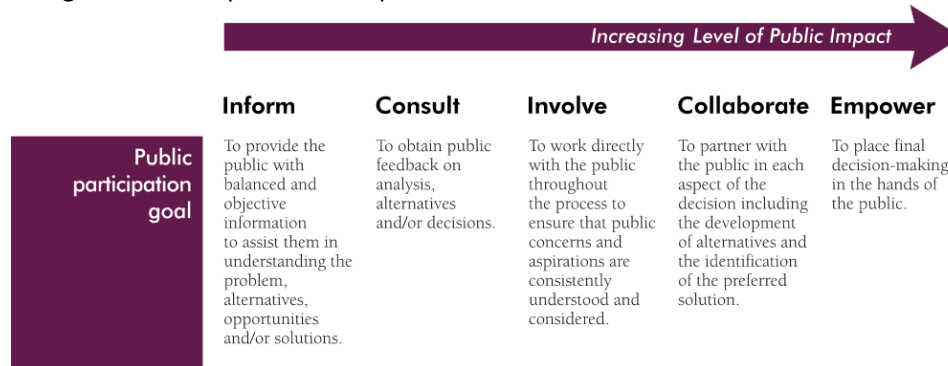 Increasing Level of Public Impact
Inform
Consult
Involve
Collaborate
Empower
Public
participation
goal
To provide the
public with
balanced and
objective
information
to assist them in
understanding the
problem,
alternatives,
opportunities
and/or solutions.
To obtain public
feedback on
analysis,
alternatives
and/or decisions.
To work directly
with the public
throughout
the process to
ensure that public
concerns and
aspirations are
consistently
understood and
considered.
To partner with
the public in each
aspect of the
decision including
the development
of alternatives and
the identification
of the preferred
solution.
To place final
decision-making
in the hands of
the public.